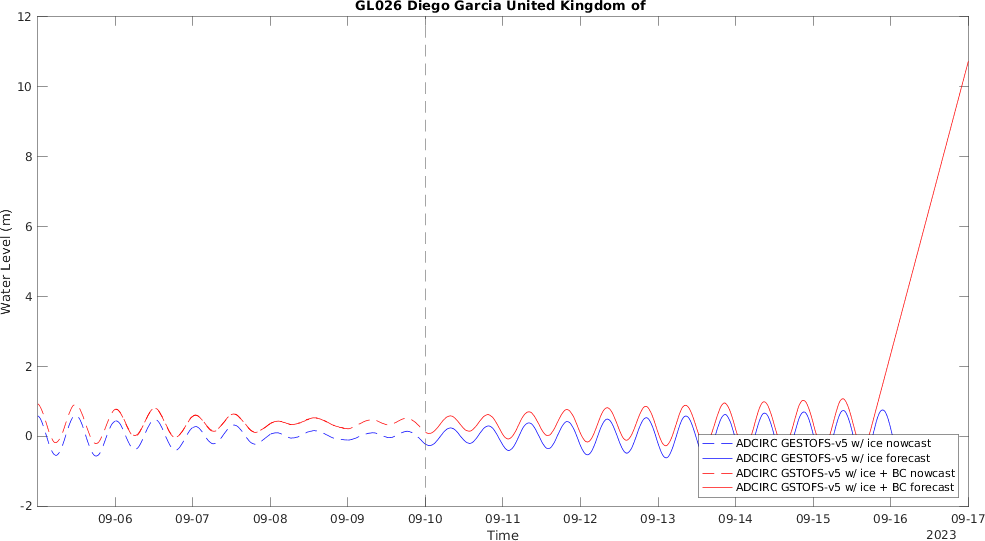 GL026 Diego Garcia United Kingdom of
12
10
8
6
4
2
0
-2
Water Level (m)
ADCIRC GESTOFS-v5 w/ ice nowcast
ADCIRC GESTOFS-v5 w/ ice forecast
ADCIRC GSTOFS-v5 w/ ice + BC nowcast
ADCIRC GSTOFS-v5 w/ ice + BC forecast
09-06 09-07 09-08 09-09 09-10 09-11 09-12 09-13 09-14 09-15 09-16 09-17
Time
2023